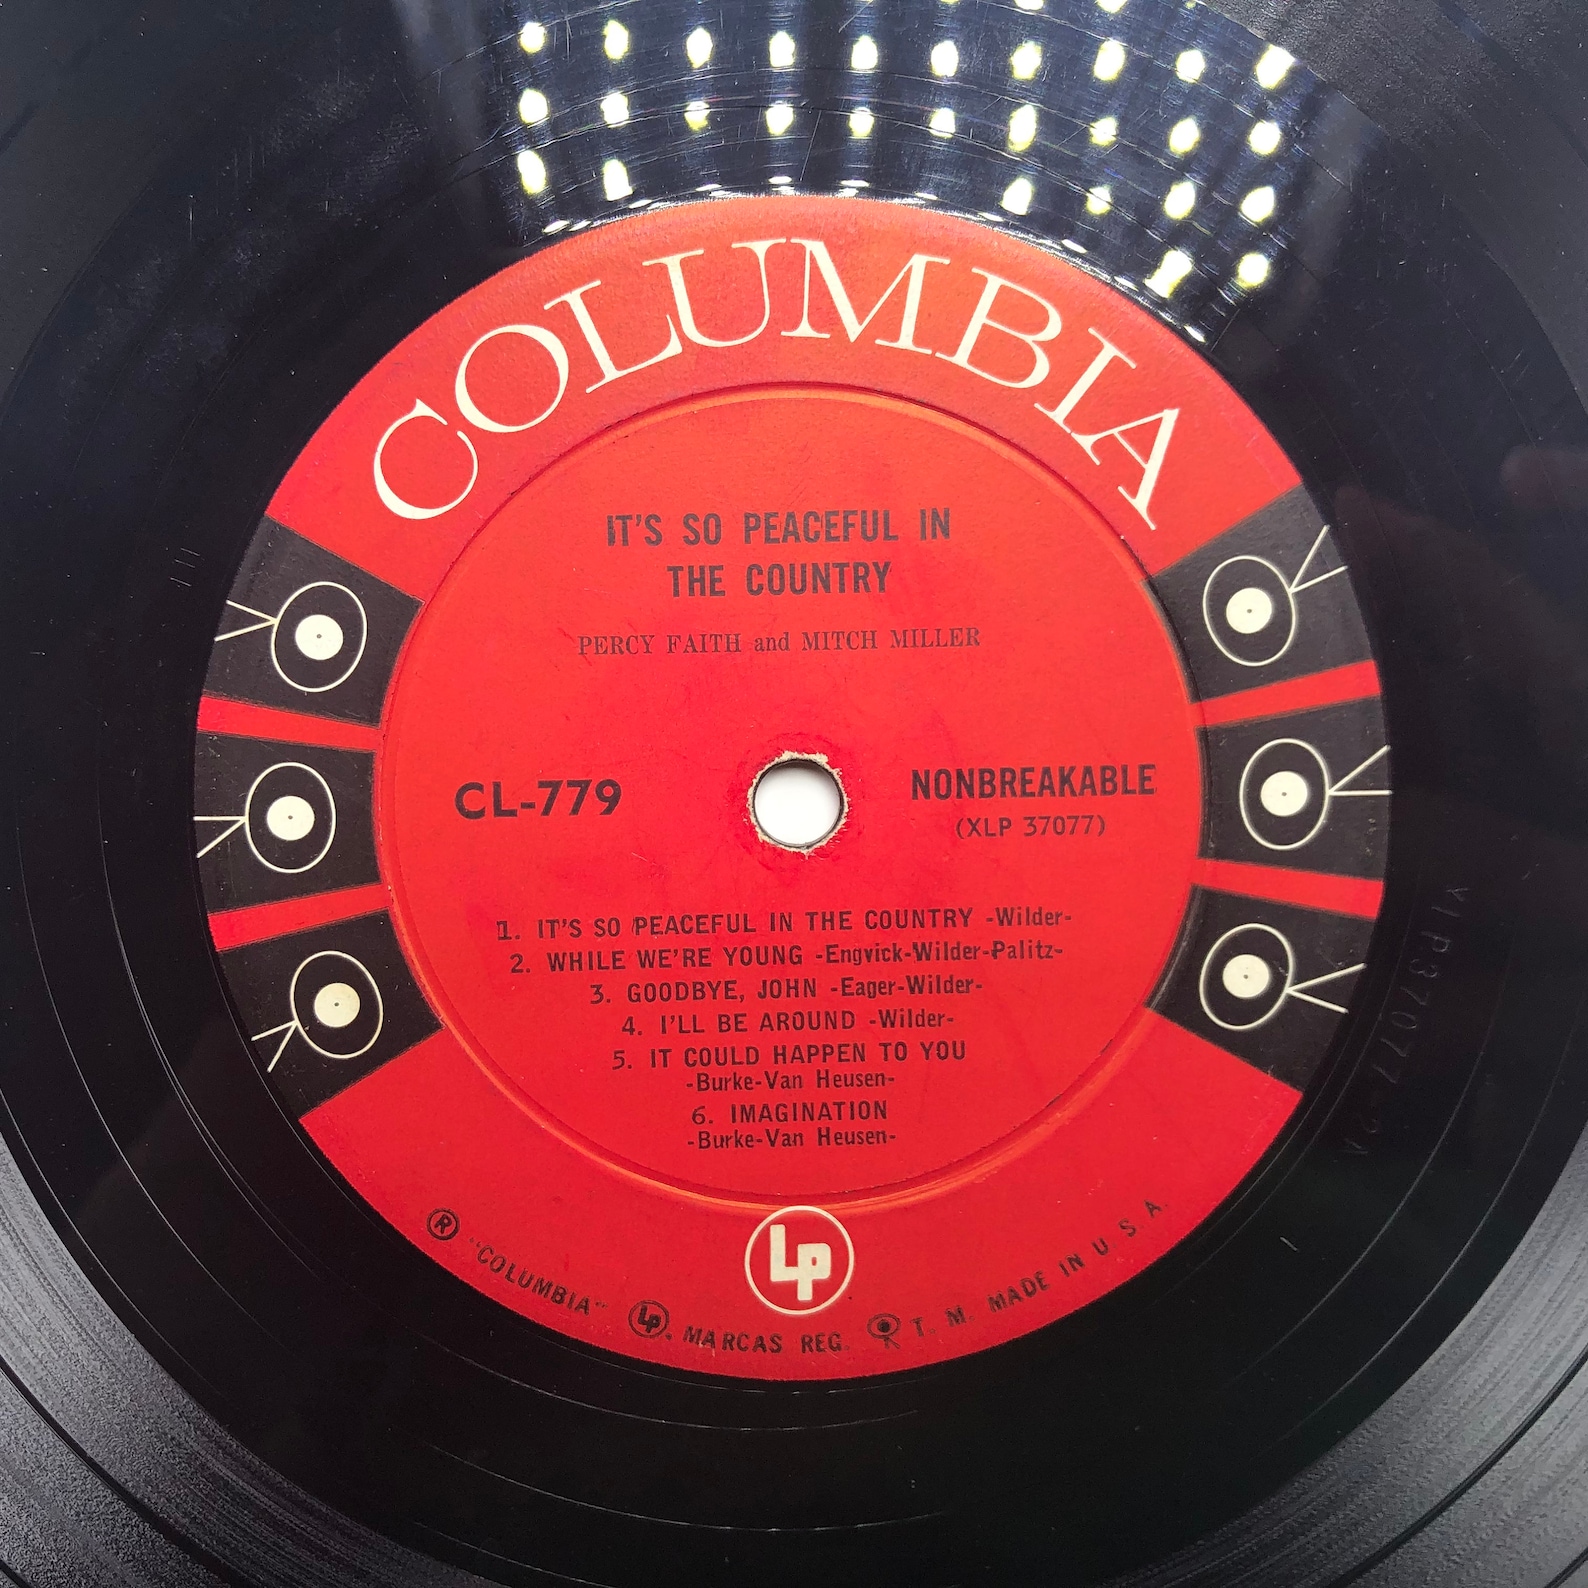 COLUMBIA
IT'S SO PEACEFUL IN
THE COUNTRY
PERCY FAITH and MITCH MILLER
CL-779
NONBREAKABLE
(XLP 37077)
1. IT'S SO PEACEFUL IN THE COUNTRY -Wilder-
2. WHILE WE'RE YOUNG -Engvick-Wilder-Palitz-
3. GOODBYE, JOHN -Eager-Wilder-
4. I'LL BE AROUND -Wilder-
5. IT COULD HAPPEN TO YOU
-Burke-Van Heusen-
6. IMAGINATION
-Burke-Van Heusen-
Lp
® "COLUMBIA" Lp. MARCAS REG. T. M. MADE IN U. S. A.
XLP37077-2A